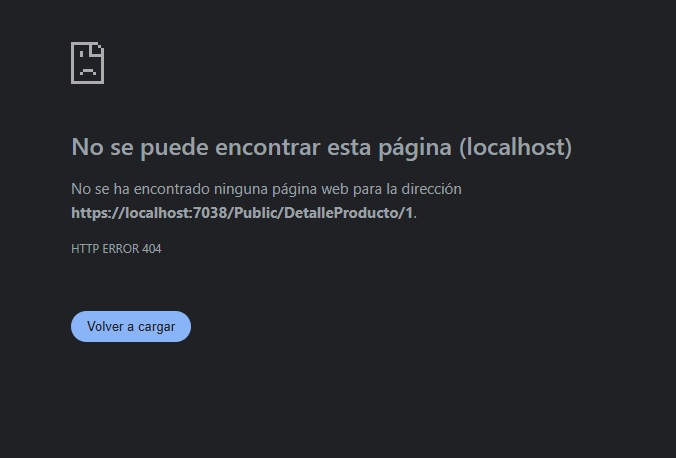 No se puede encontrar esta página (localhost)
No se ha encontrado ninguna página web para la dirección
https://localhost:7038/Public/DetalleProducto/1.
HTTP ERROR 404
Volver a cargar